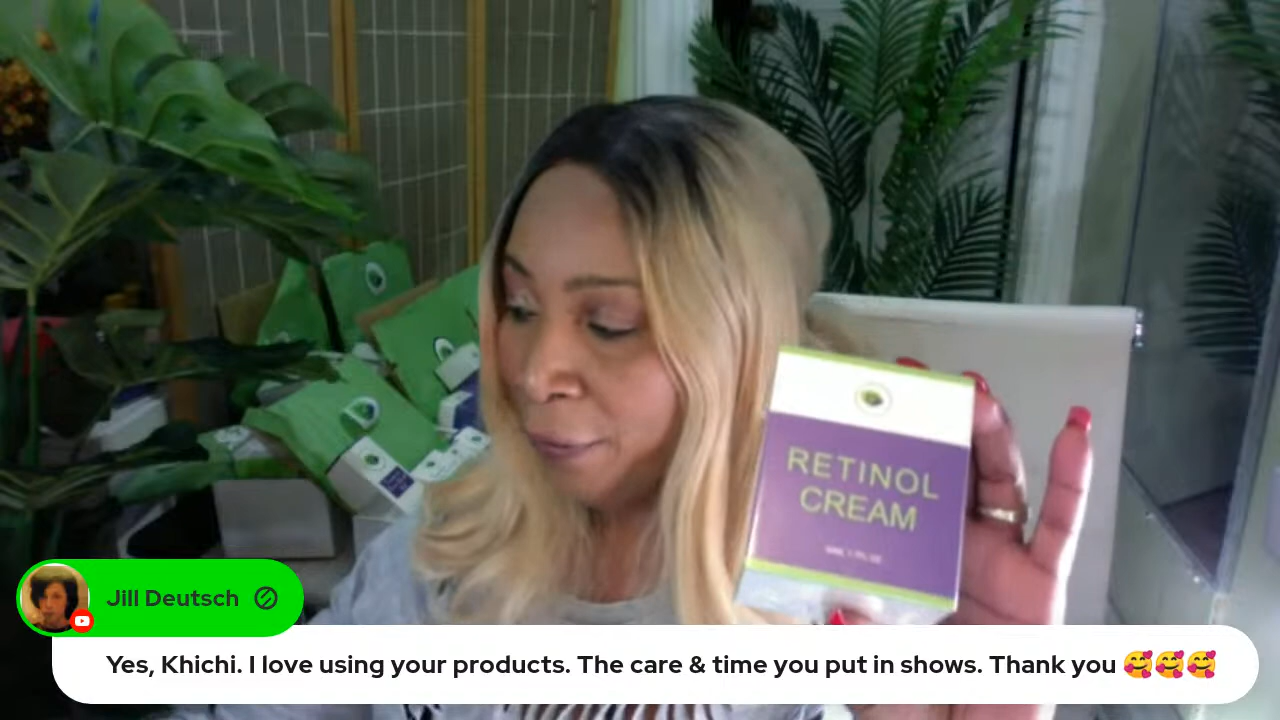 RETINOL
CREAM
Jill Deutsch
Yes, Khichi. I love using your products. The care & time you put in shows. Thank you 🥰🥰🥰